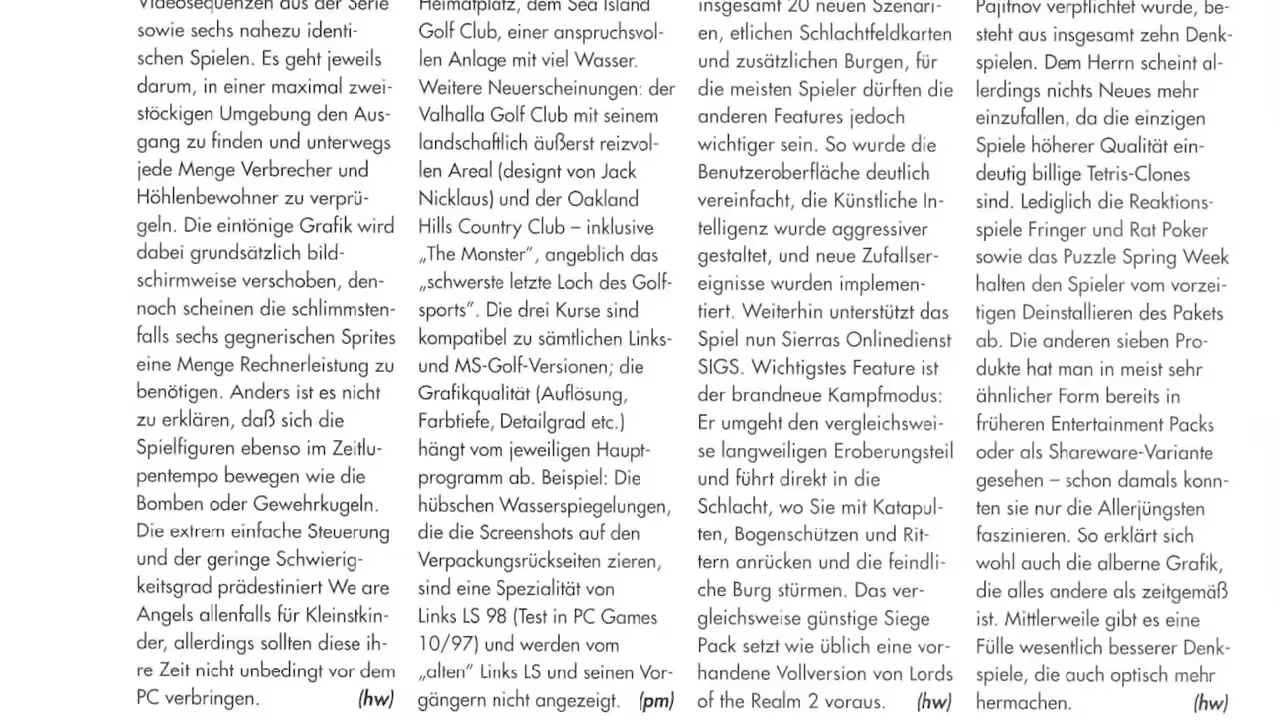 Videosequenzen aus der Serie
sowie sechs nahezu identi-
schen Spielen. Es geht jeweils
darum, in einer maximal zwei-
stöckigen Umgebung den Aus-
gang zu finden und unterwegs
jede Menge Verbrecher und
Höhlenbewohner zu verprü-
geln. Die eintönige Grafik wird
dabei grundsätzlich bild-
schirmweise verschoben, den-
noch scheinen die schlimmsten-
falls sechs gegnerischen Sprites
eine Menge Rechnerleistung zu
benötigen. Anders ist es nicht
zu erklären, daß sich die
Spielfiguren ebenso im Zeitlu-
pentempo bewegen wie die
Bomben oder Gewehrkugeln.
Die extrem einfache Steuerung
und der geringe Schwierig-
keitsgrad prädestiniert We are
Angels allenfalls für Kleinstkin-
der, allerdings sollten diese ih-
re Zeit nicht unbedingt vor dem
PC verbringen. (hw)
Heimatplatz, dem Sea Island
Golf Club, einer anspruchsvol-
len Anlage mit viel Wasser.
Weitere Neuerscheinungen: der
Valhalla Golf Club mit seinem
landschaftlich äußerst reizvol-
len Areal (designt von Jack
Nicklaus) und der Oakland
Hills Country Club – inklusive
„The Monster", angeblich das
„schwerste letzte Loch des Golf-
sports". Die drei Kurse sind
kompatibel zu sämtlichen Links-
und MS-Golf-Versionen; die
Grafikqualität (Auflösung,
Farbtiefe, Detailgrad etc.)
hängt vom jeweiligen Haupt-
programm ab. Beispiel: Die
hübschen Wasserspiegelungen,
die die Screenshots auf den
Verpackungsrückseiten zieren,
sind eine Spezialität von
Links LS 98 (Test in PC Games
10/97) und werden vom
„alten" Links LS und seinen Vor-
gängern nicht angezeigt. (pm)
insgesamt 20 neuen Szenari-
en, etlichen Schlachtfeldkarten
und zusätzlichen Burgen, für
die meisten Spieler dürften die
anderen Features jedoch
wichtiger sein. So wurde die
Benutzeroberfläche deutlich
vereinfacht, die Künstliche In-
telligenz wurde aggressiver
gestaltet, und neue Zufallser-
eignisse wurden implemen-
tiert. Weiterhin unterstützt das
Spiel nun Sierras Onlinedienst
SIGS. Wichtigstes Feature ist
der brandneue Kampfmodus:
Er umgeht den vergleichswei-
se langweiligen Eroberungsteil
und führt direkt in die
Schlacht, wo Sie mit Katapul-
ten, Bogenschützen und Rit-
tern anrücken und die feindli-
che Burg stürmen. Das ver-
gleichsweise günstige Siege
Pack setzt wie üblich eine vor-
handene Vollversion von Lords
of the Realm 2 voraus. (hw)
Pajitnov verpflichtet wurde, be-
steht aus insgesamt zehn Denk-
spielen. Dem Herrn scheint al-
lerdings nichts Neues mehr
einzufallen, da die einzigen
Spiele höherer Qualität ein-
deutig billige Tetris-Clones
sind. Lediglich die Reaktions-
spiele Fringer und Rat Poker
sowie das Puzzle Spring Week
halten den Spieler vom vorzei-
tigen Deinstallieren des Pakets
ab. Die anderen sieben Pro-
dukte hat man in meist sehr
ähnlicher Form bereits in
früheren Entertainment Packs
oder als Shareware-Variante
gesehen – schon damals konn-
ten sie nur die Allerjüngsten
faszinieren. So erklärt sich
wohl auch die alberne Grafik,
die alles andere als zeitgemäß
ist. Mittlerweile gibt es eine
Fülle wesentlich besserer Denk-
spiele, die auch optisch mehr
hermachen. (hw)